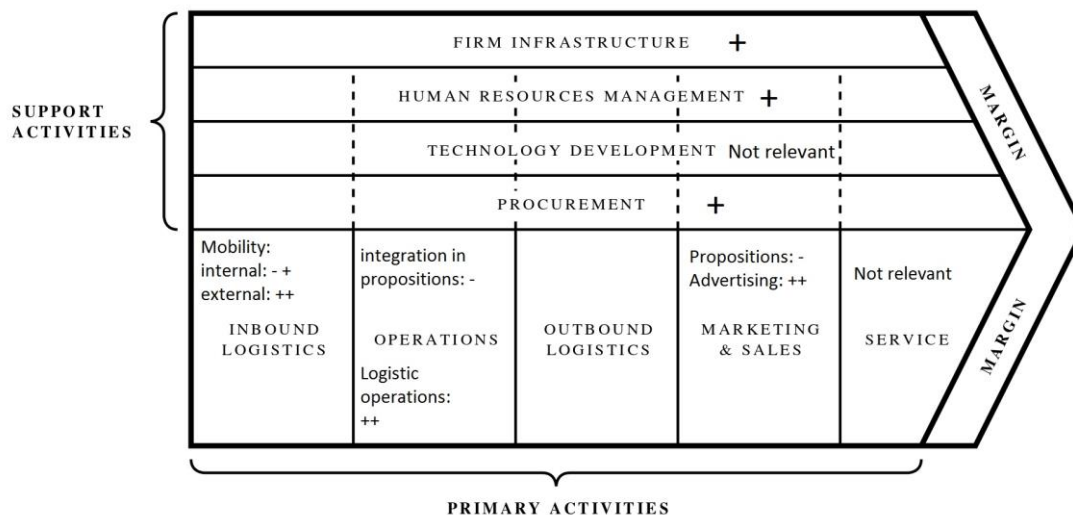 FIRM INFRASTRUCTURE +
HUMAN RESOURCES MANAGEMENT +
SUPPORT
ACTIVITIES
TECHNOLOGY DEVELOPMENT Not relevant
PROCUREMENT +
MARGIN
Mobility:
internal: - +
external: ++
INBOUND
LOGISTICS
integration in
propositions: -
OPERATIONS
Logistic
operations:
++
OUTBOUND
LOGISTICS
Propositions: -
Advertising: ++
MARKETING
& SALES
Not relevant
SERVICE
MARGIN
PRIMARY ACTIVITIES